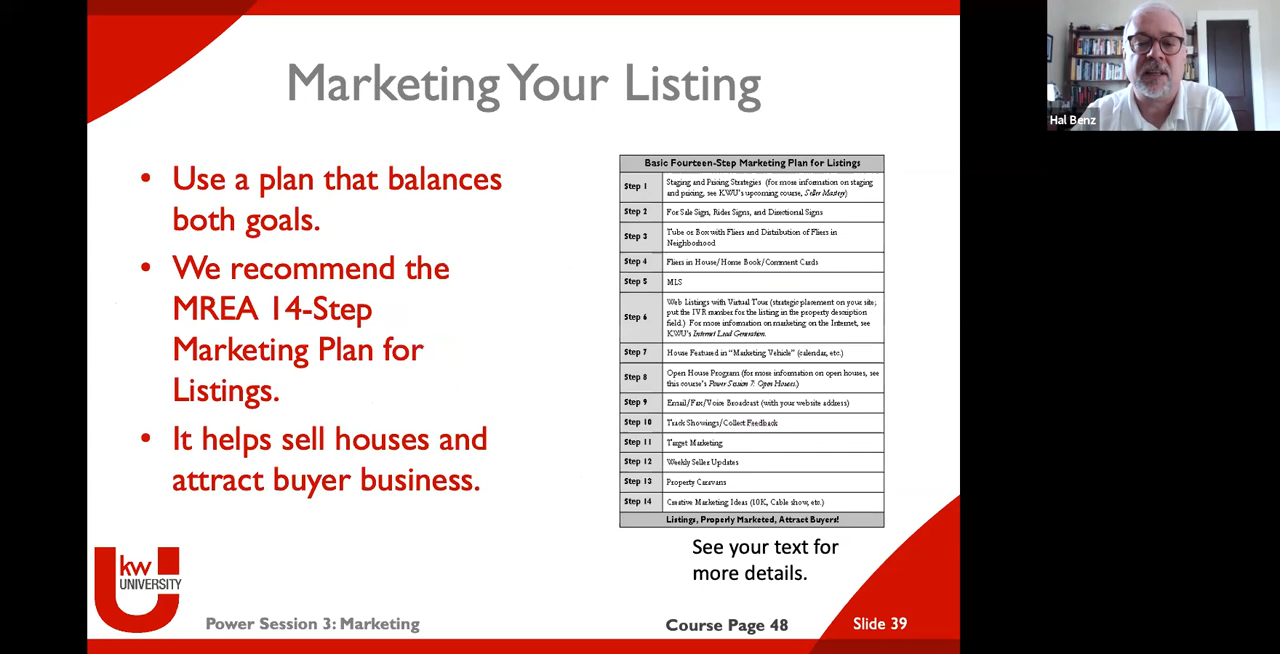 Marketing Your Listing
• Use a plan that balances
both goals.
• We recommend the
MREA 14-Step
Marketing Plan for
Listings.
• It helps sell houses and
attract buyer business.
Basic Fourteen-Step Marketing Plan for Listings
Step 1 Staging and Pricing Strategies (for more information on staging
and pricing, see KWU's upcoming course, Seller Mastery)
Step 2 For Sale Sign, Rider Signs, and Directional Signs
Step 3 Tube or Box with Fliers and Distribution of Fliers in
Neighborhood
Step 4 Fliers in House/Home Book/Comment Cards
Step 5 MLS
Step 6 Web Listings with Virtual Tour (strategic placement on your site;
put the IVR number for the listing in the property description
field.) For more information on marketing on the Internet, see
KWU's Internet Lead Generation.
Step 7 House Featured in "Marketing Vehicle" (calendar, etc.)
Step 8 Open House Program (for more information on open houses, see
this course's Power Session 7: Open Houses.)
Step 9 Email/Fax/Voice Broadcast (with your website address)
Step 10 Track Showings/Collect Feedback
Step 11 Target Marketing
Step 12 Weekly Seller Updates
Step 13 Property Caravans
Step 14 Creative Marketing Ideas (10K, Cable show, etc.)
Listings, Properly Marketed, Attract Buyers!
See your text for
more details.
kw
UNIVERSITY
Power Session 3: Marketing
Course Page 48
Slide 39
Hal Benz